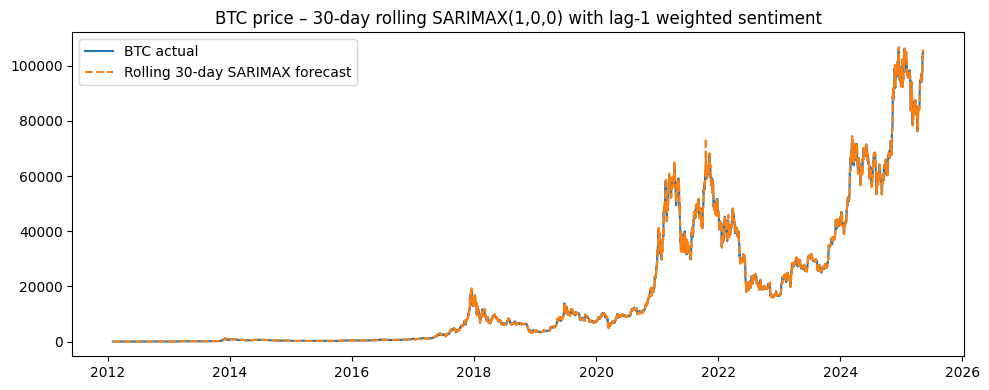 BTC price – 30-day rolling SARIMAX(1,0,0) with lag-1 weighted sentiment
BTC actual
Rolling 30-day SARIMAX forecast
100000
80000
60000
40000
20000
0
2012 2014 2016 2018 2020 2022 2024 2026